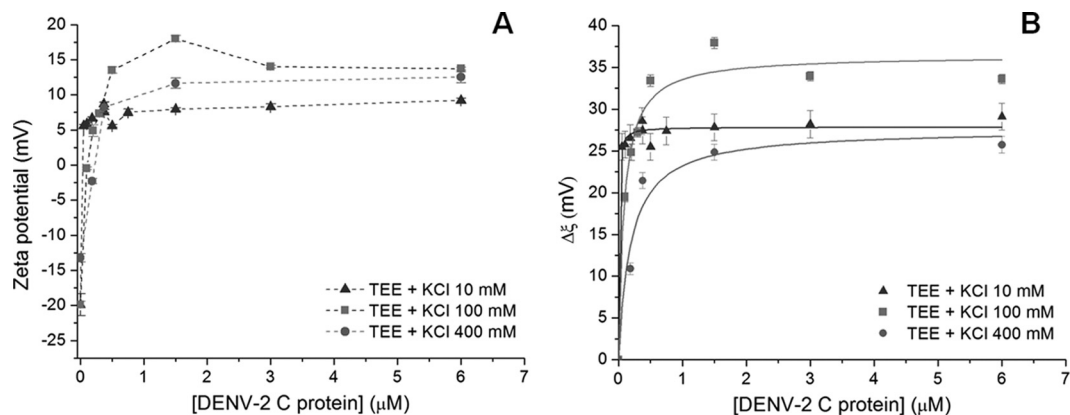 A
20
15
10
5
0
-5
-10
-15
-20
-25
Zeta potential (mV)
TEE + KCl 10 mM
TEE + KCl 100 mM
TEE + KCl 400 mM
0 1 2 3 4 5 6 7
[DENV-2 C protein] (μM)
B
40
35
30
25
20
15
10
5
0
Δξ (mV)
TEE + KCl 10 mM
TEE + KCl 100 mM
TEE + KCl 400 mM
0 1 2 3 4 5 6 7
[DENV-2 C protein] (μM)